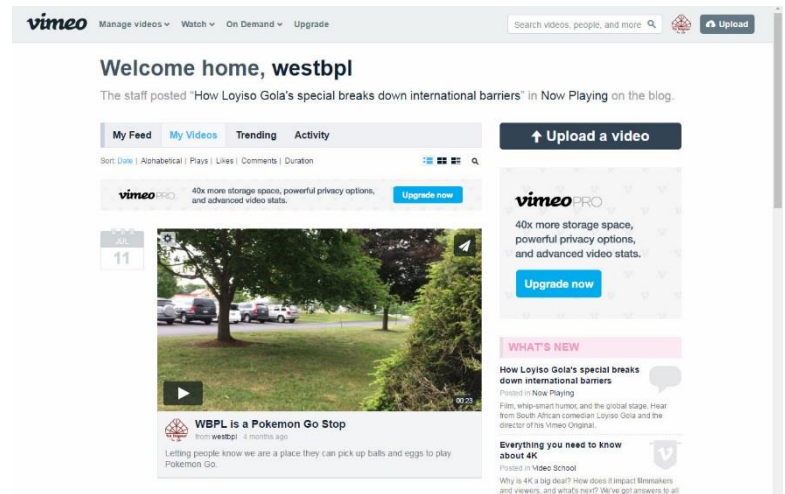 vimeo Manage videos Watch On Demand Upgrade Search videos, people, and more Upload
Welcome home, westbpl
The staff posted "How Loyiso Gola's special breaks down international barriers" in Now Playing on the blog.
My Feed My Videos Trending Activity
Sort: Date | Alphabetical | Plays | Likes | Comments | Duration
vimeo PRO 40x more storage space, powerful privacy options,
and advanced video stats.
Upgrade now
JUL
11
00:23
WBPL is a Pokemon Go Stop
from westbpl 4 months ago
Letting people know we are a place they can pick up balls and eggs to play
Pokemon Go.
Upload a video
vimeo PRO
40x more storage space,
powerful privacy options,
and advanced video stats.
Upgrade now
WHAT'S NEW
How Loyiso Gola's special breaks
down international barriers
Posted in Now Playing
Film, whip-smart humor, and the global stage. Hear
from South African comedian Loyiso Gola and the
director of his Vimeo Original.
Everything you need to know
about 4K
Posted in Video School
Why is 4K a big deal? How does it impact filmmakers
and viewers, and what's next? We've got answers to all